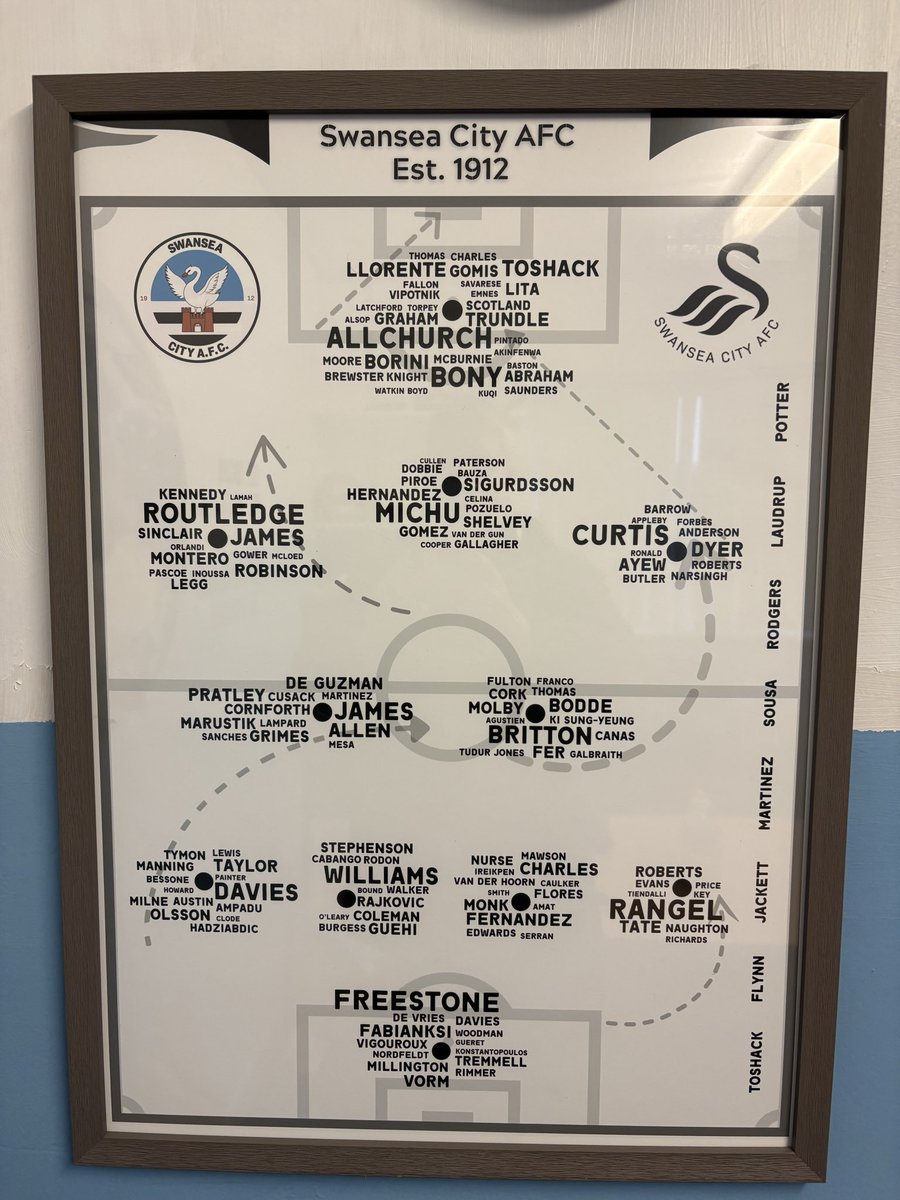 Swansea City AFC
Est. 1912
SWANSEA
19 12
CITY A.F.C.
SWANSEA CITY AFC
THOMAS CHARLES
LLORENTE GOMIS TOSHACK
FALLON SAVARESE LITA
VIPOTNIK EMNES
LATCHFORD TORPEY SCOTLAND
ALSOP GRAHAM TRUNDLE
ALLCHURCH PINTADO
AKINFENWA
MOORE BORINI MCBURNIE BASTON
BREWSTER KNIGHT BONY ABRAHAM
WATKIN BOYD KUQI SAUNDERS
KENNEDY LAMAH
ROUTLEDGE
SINCLAIR JAMES
ORLANDI
MONTERO GOWER MCLOED
PASCOE INOUSSA ROBINSON
LEGG
CULLEN PATERSON
DOBBIE BAUZA
PIROE SIGURDSSON
HERNANDEZ CELINA
MICHU POZUELO
SHELVEY
GOMEZ VAN DER GUN
COOPER GALLAGHER
BARROW
APPLEBY FORBES
CURTIS ANDERSON
RONALD DYER
AYEW ROBERTS
BUTLER NARSINGH
DE GUZMAN
PRATLEY CUSACK MARTINEZ
CORNFORTH JAMES
MARUSTIK LAMPARD ALLEN
SANCHES GRIMES
MESA
FULTON FRANCO
CORK THOMAS
MOLBY BODDE
AGUSTIEN KI SUNG-YEUNG
BRITTON CANAS
TUDUR JONES FER GALBRAITH
TYMON LEWIS
MANNING TAYLOR
BESSONE PAINTER
HOWARD DAVIES
MILNE AUSTIN
OLSSON AMPADU
CLODE
HADZIABDIC
STEPHENSON
CABANGO RODON
WILLIAMS
BOUND WALKER
RAJKOVIC
O'LEARY COLEMAN
BURGESS GUEHI
NURSE MAWSON
IREIKPEN CHARLES
VAN DER HOORN CAULKER
SMITH FLORES
MONK AMAT
FERNANDEZ
EDWARDS SERRAN
ROBERTS
EVANS PRICE
TIENDALLI KEY
RANGEL
TATE NAUGHTON
RICHARDS
FREESTONE
DE VRIES DAVIES
FABIANKSI WOODMAN
VIGOUROUX GUERET
NORDFELDT KONSTANTOPOULOS
MILLINGTON TREMMELL
VORM RIMMER
POTTER
LAUDRUP
RODGERS
SOUSA
MARTINEZ
JACKETT
FLYNN
TOSHACK